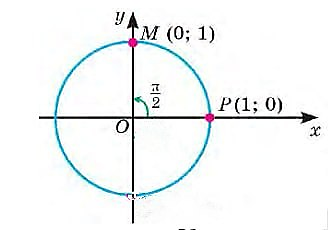 y
M (0; 1)
π/2
P(1; 0)
O
x